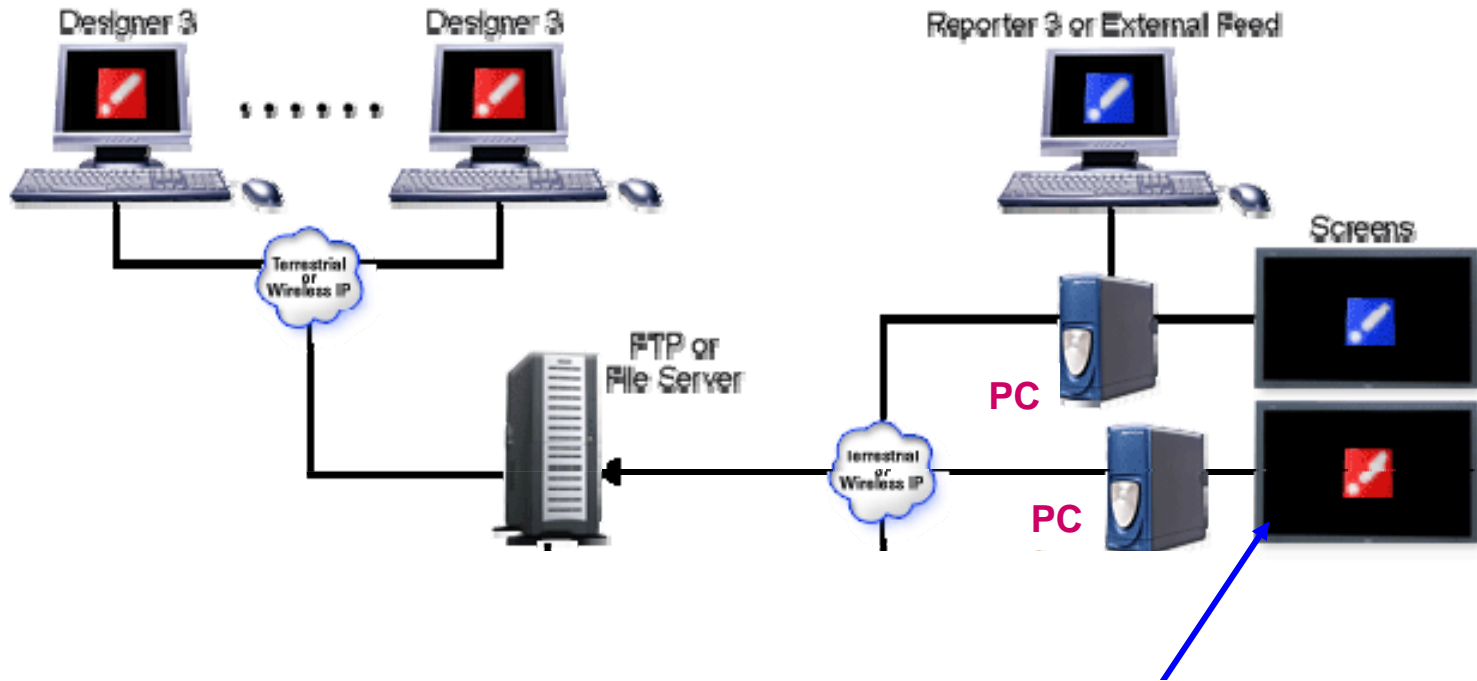 Designer 3
Designer 3
Reporter 3 or External Feed
Screens
Terrestrial
or
Wireless IP
FTP or
File Server
PC
Terrestrial
or
Wireless IP
PC